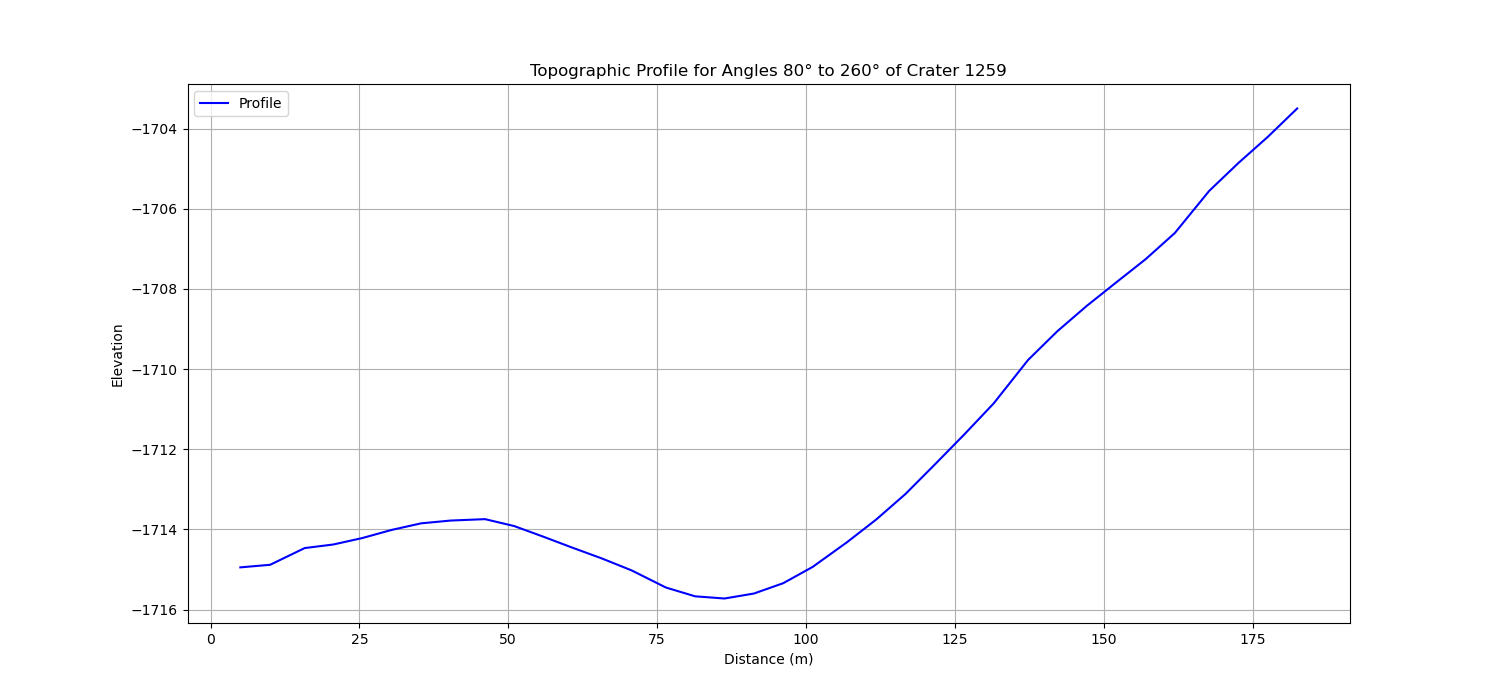 Topographic Profile for Angles 80° to 260° of Crater 1259
Profile
−1704
−1706
−1708
−1710
−1712
−1714
−1716
Elevation
0 25 50 75 100 125 150 175
Distance (m)